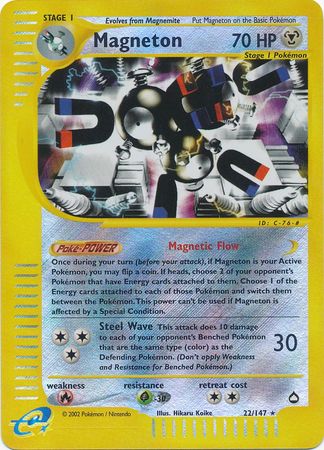 STAGE 1
Evolves from Magnemite
Put Magneton on the Basic Pokémon
Magneton
70 HP
Stage 1 Pokémon
ID: C-76-#
Poké-POWER
Magnetic Flow
Once during your turn (before your attack), if Magneton is your Active
Pokémon, you may flip a coin. If heads, choose 2 of your opponent's
Pokémon that have Energy cards attached to them. Choose 1 of the
Energy attached to each of those Pokémon and switch them
between the Pokémon. This power can't be used if Magneton is
affected by a Special Condition.
Steel Wave This attack does 10 damage
to each of your opponent's Benched Pokémon
that are the same type (color) as the
Defending Pokémon. (Don't apply Weakness
and Resistance for Benched Pokémon.)
30
weakness
resistance
retreat cost
-30
e
© 2002 Pokémon / Nintendo
Illus. Hikaru Koike
22/147 ★